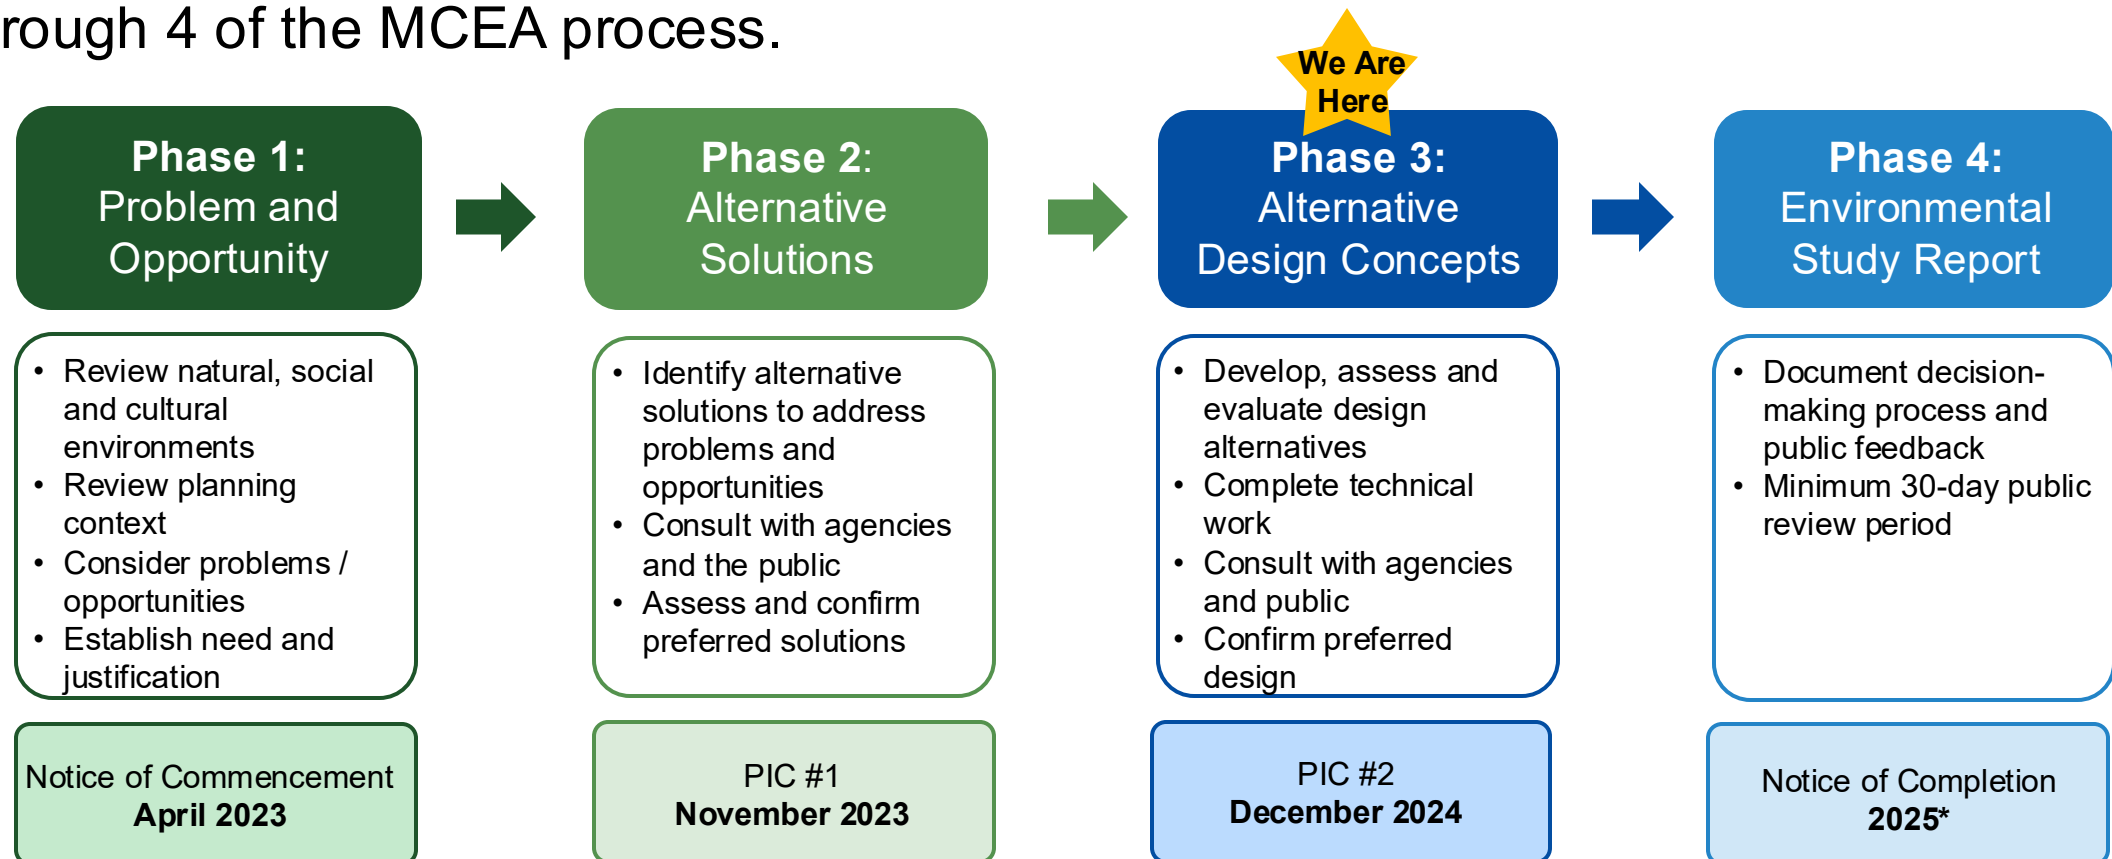 rough 4 of the MCEA process.
We Are
Here
Phase 1:
Problem and
Opportunity
Phase 2:
Alternative
Solutions
Phase 3:
Alternative
Design Concepts
Phase 4:
Environmental
Study Report
• Review natural, social
and cultural
environments
• Review planning
context
• Consider problems /
opportunities
• Establish need and
justification
• Identify alternative
solutions to address
problems and
opportunities
• Consult with agencies
and the public
• Assess and confirm
preferred solutions
• Develop, assess and
evaluate design
alternatives
• Complete technical
work
• Consult with agencies
and public
• Confirm preferred
design
• Document decision-
making process and
public feedback
• Minimum 30-day public
review period
Notice of Commencement
April 2023
PIC #1
November 2023
PIC #2
December 2024
Notice of Completion
2025*